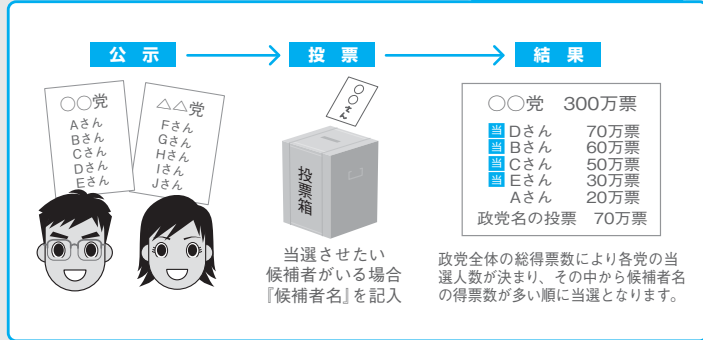 公示
投票
結果
○○党
Aさん
Bさん
Cさん
Dさん
Eさん
△△党
Fさん
Gさん
Hさん
Iさん
Jさん
○○さん
投票箱
当選させたい
候補者がいる場合
『候補者名』を記入
○○党 300万票
当 Dさん 70万票
当 Bさん 60万票
当 Cさん 50万票
当 Eさん 30万票
Aさん 20万票
政党名の投票 70万票
政党全体の総得票数により各党の当
選人数が決まり、その中から候補者名
の得票数が多い順に当選となります。